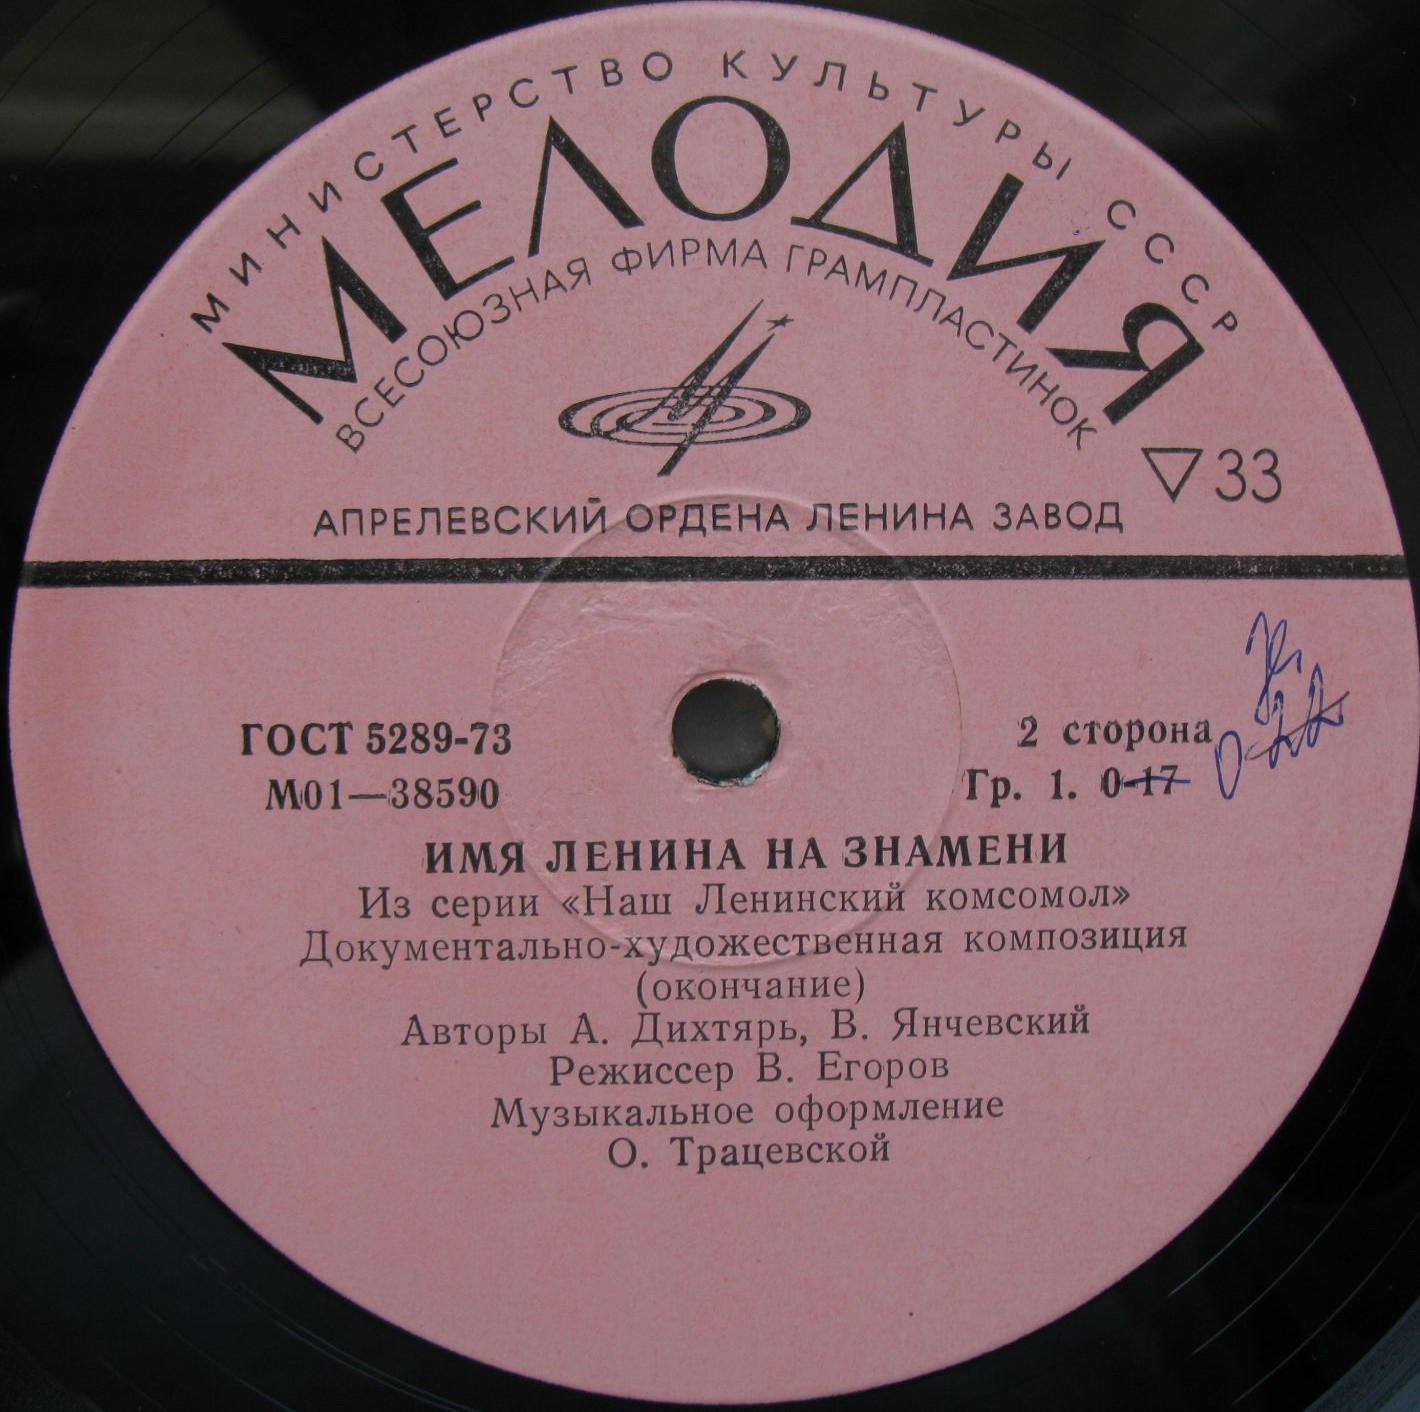 МИНИСТЕРСТВО КУЛЬТУРЫ СССР
МЕЛОДИЯ
ВСЕСОЮЗНАЯ ФИРМА ГРАМПЛАСТИНОК
33
АПРЕЛЕВСКИЙ ОРДЕНА ЛЕНИНА ЗАВОД
ГОСТ 5289-73
2 сторона
М01—38590
Гр. 1. 0-17
ИМЯ ЛЕНИНА НА ЗНАМЕНИ
Из серии «Наш Ленинский комсомол»
Документально-художественная композиция
(окончание)
Авторы А. Дихтярь, В. Янчевский
Режиссер В. Егоров
Музыкальное оформление
О. Трацевской